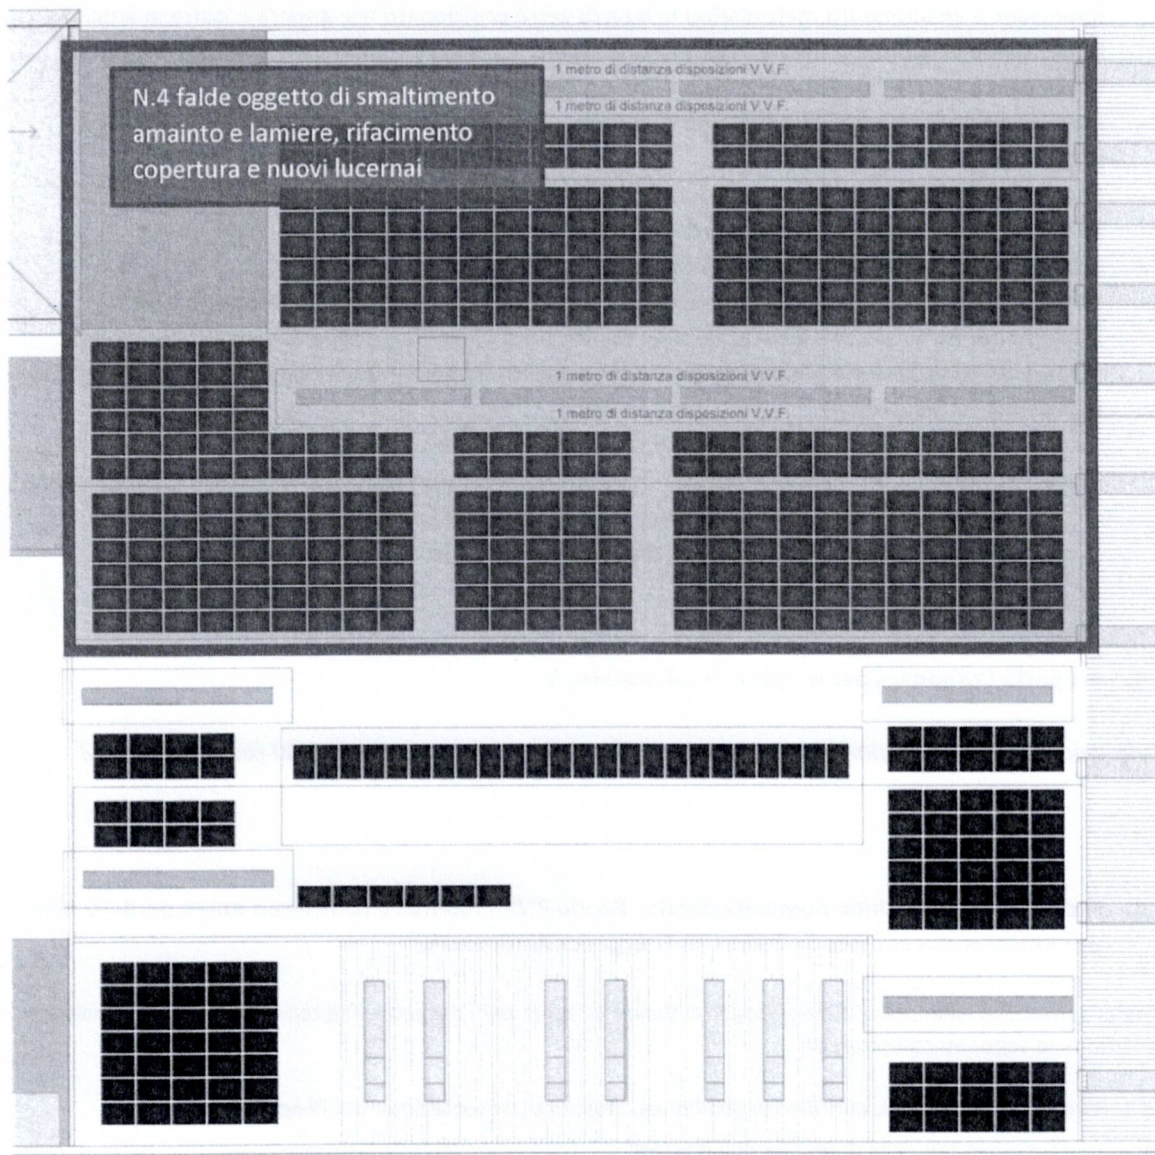 1 metro di distanza disposizioni V.V.F.
N.4 falde oggetto di smaltimento
amainto e lamiere, rifacimento
copertura e nuovi lucernai
1 metro di distanza disposizioni V.V.F.
1 metro di distanza disposizioni V.V.F.
1 metro di distanza disposizioni V.V.F.